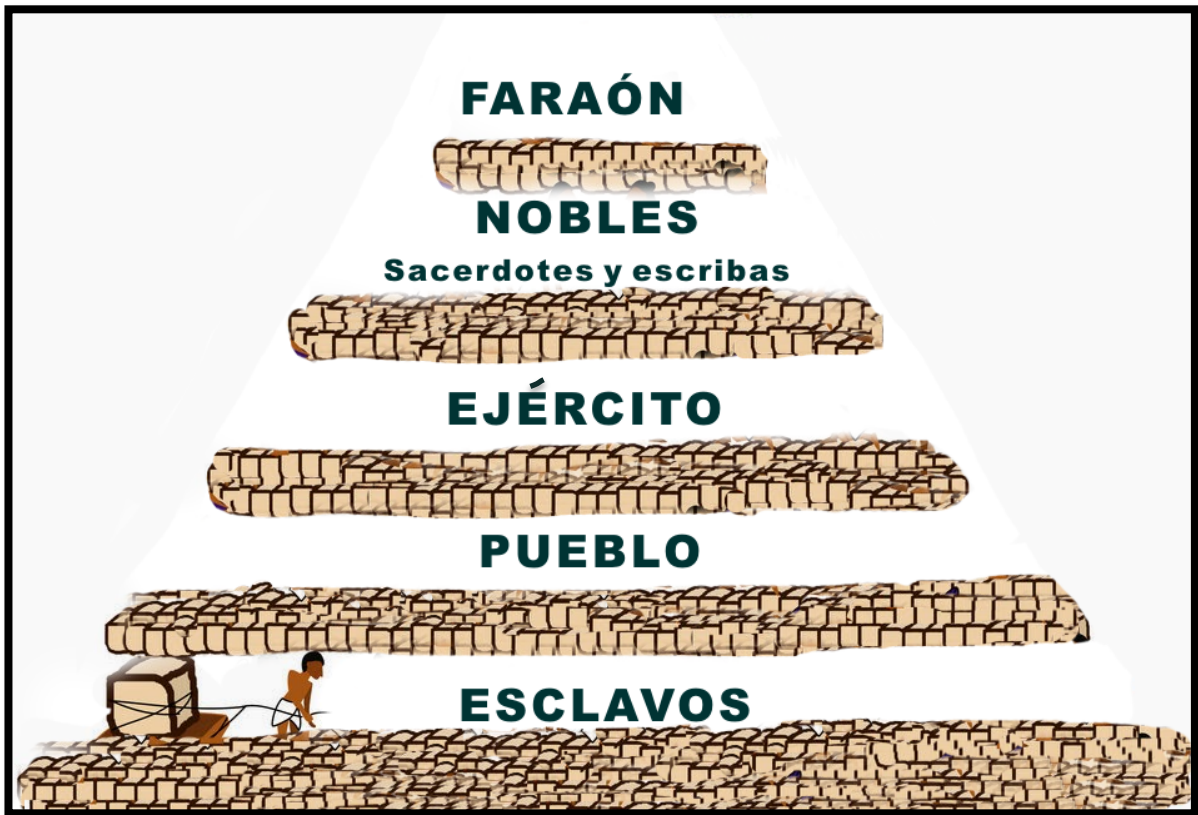 FARAÓN
NOBLES
Sacerdotes y escribas
EJÉRCITO
PUEBLO
ESCLAVOS